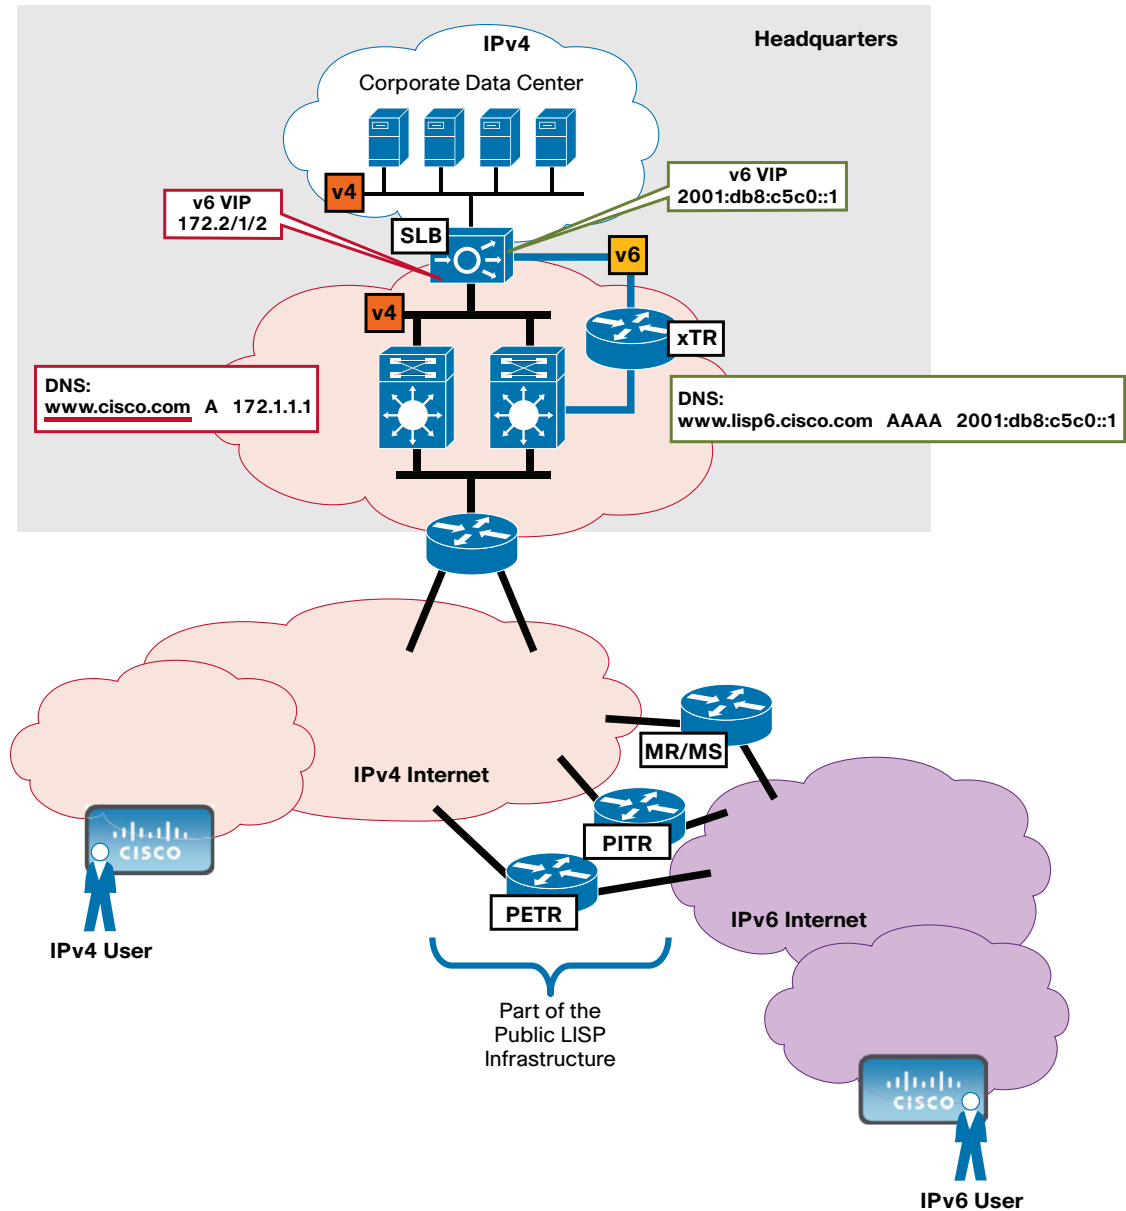 IPv4
Headquarters
Corporate Data Center
v4
v6 VIP
172.2/1/2
v6 VIP
2001:db8:c5c0::1
SLB
v6
v4
xTR
DNS:
www.cisco.com A 172.1.1.1
DNS:
www.lisp6.cisco.com AAAA 2001:db8:c5c0::1
MR/MS
IPv4 Internet
PITR
CISCO
PETR
IPv6 Internet
IPv4 User
Part of the
Public LISP
Infrastructure
CISCO
IPv6 User